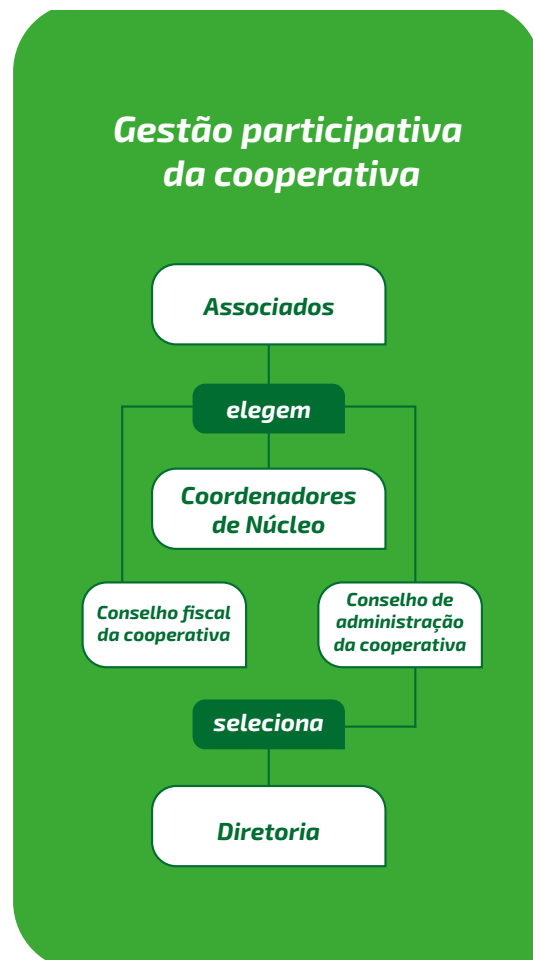 Gestão participativa
da cooperativa
Associados
elegem
Coordenadores
de Núcleo
Conselho fiscal
da cooperativa
Conselho de
administração
da cooperativa
seleciona
Diretoria